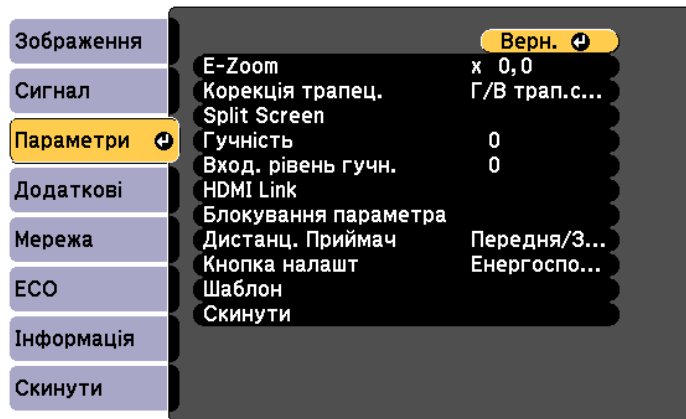 Зображення
Сигнал
Параметри
Додаткові
Мережа
ECO
Інформація
Скинути
Верн.
E-Zoom x 0,0
Корекція трапец. Г/В трап.с...
Split Screen
Гучність 0
Вход. рівень гучн. 0
HDMI Link
Блокування параметра
Дистанц. Приймач Передня/З...
Кнопка налашт Енергоспо...
Шаблон
Скинути